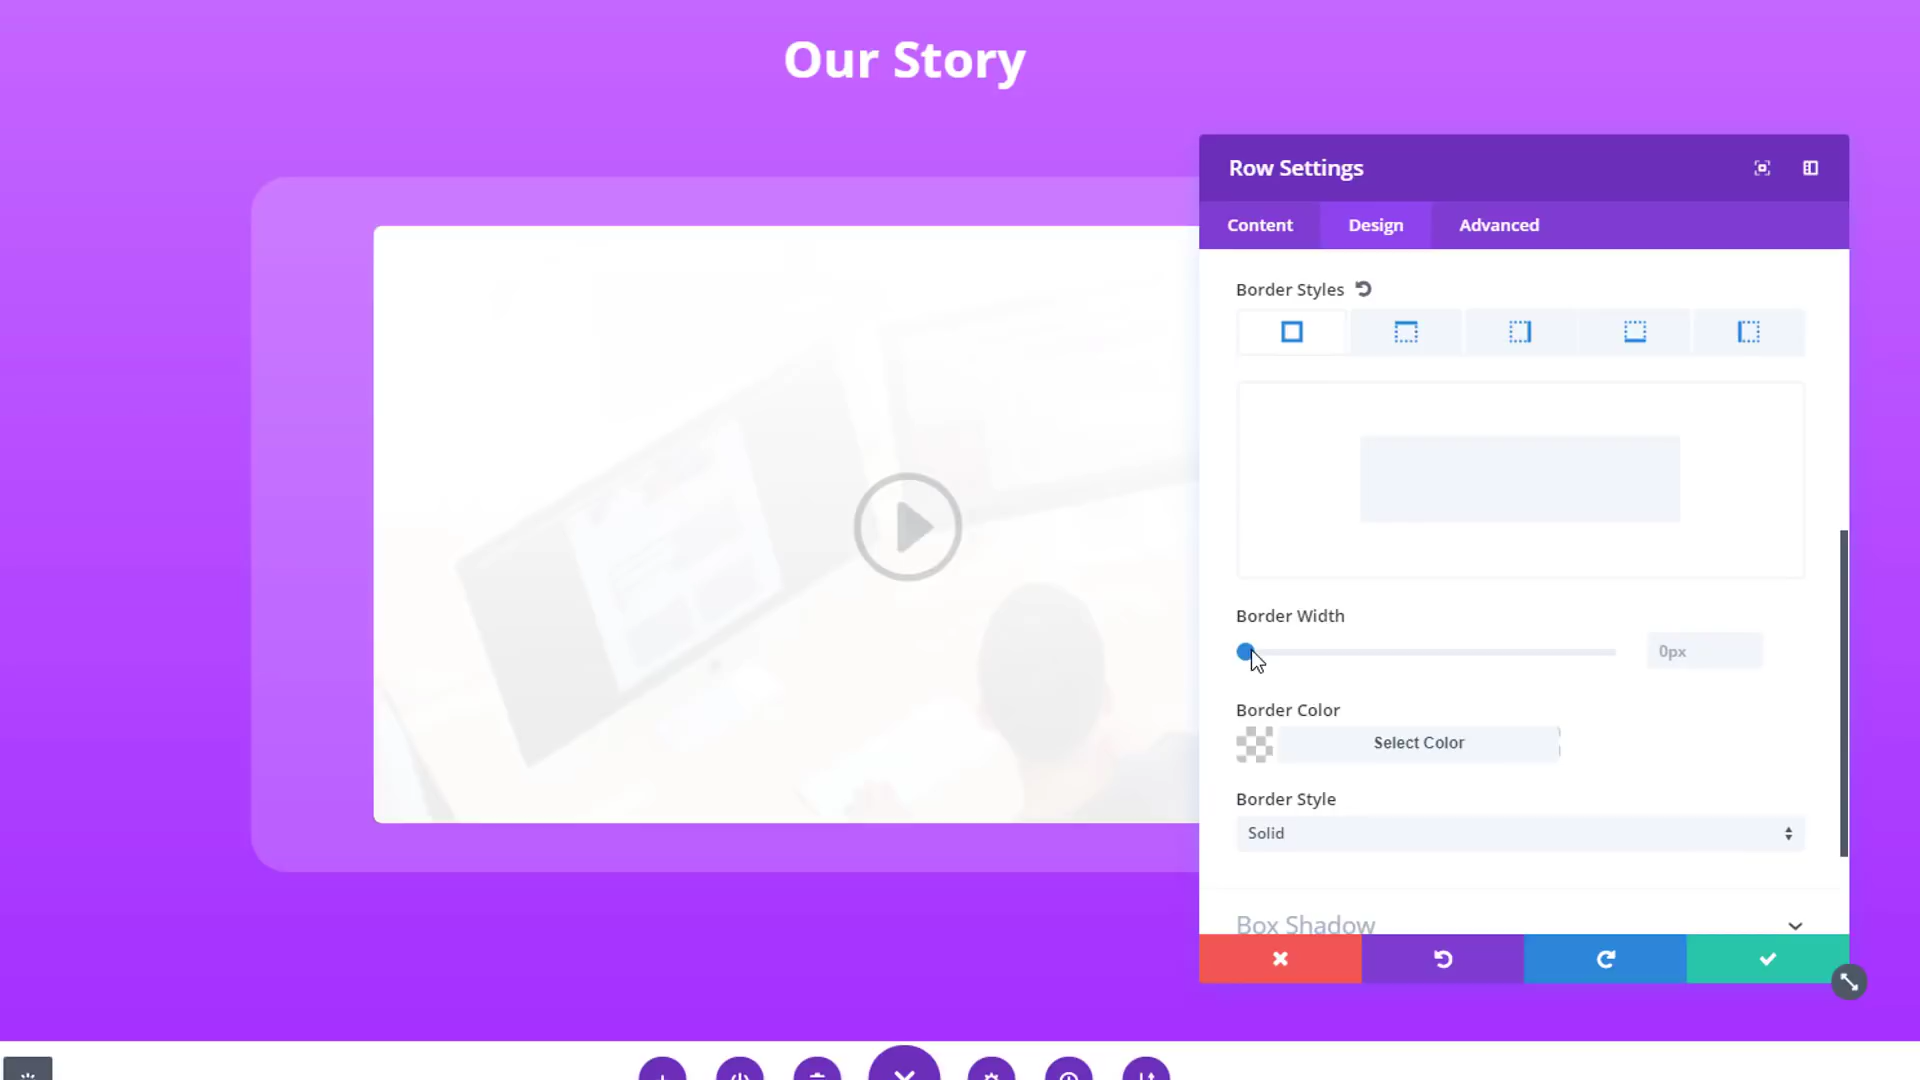 Our Story
Row Settings
Content Design Advanced
Border Styles
Border Width
0px
Border Color
Select Color
Border Style
Solid
Box Shadow